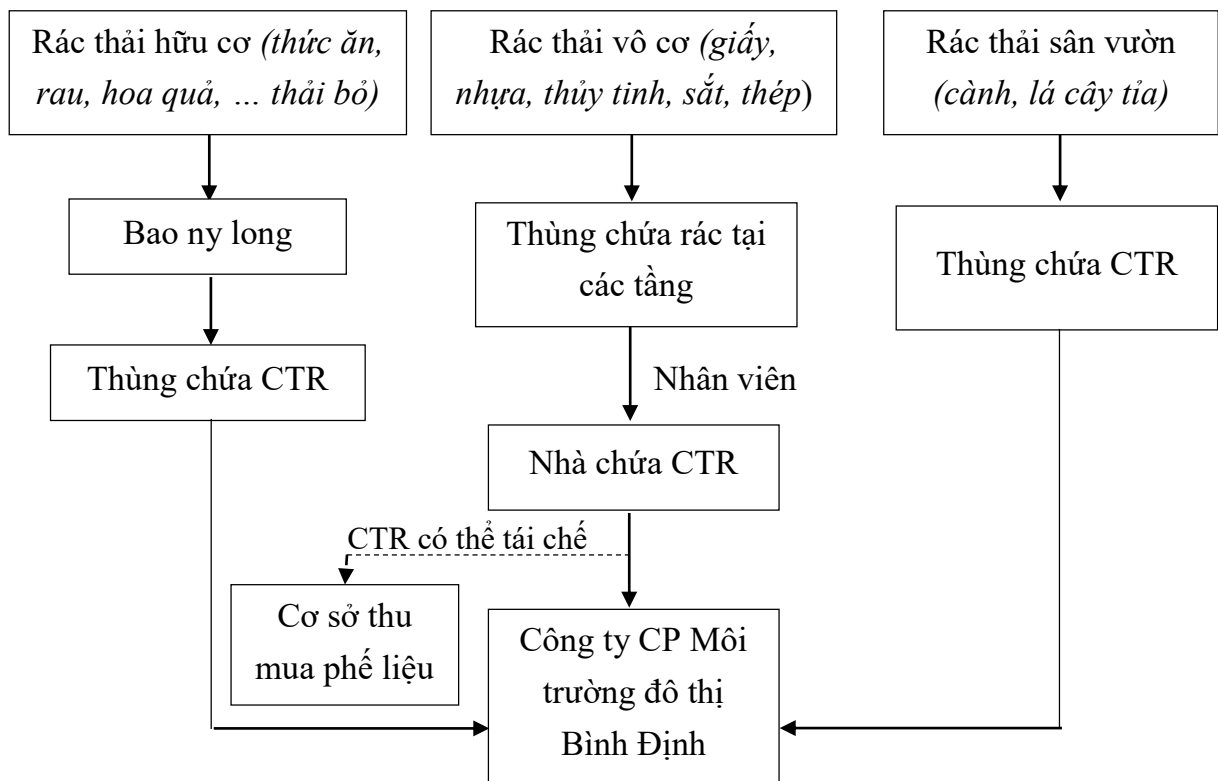 Rác thải hữu cơ (thức ăn,
rau, hoa quả, … thải bỏ)
Rác thải vô cơ (giấy,
nhựa, thủy tinh, sắt, thép)
Rác thải sân vườn
(cành, lá cây tỉa)
Bao ny long
Thùng chứa rác tại
các tầng
Thùng chứa CTR
Thùng chứa CTR
Nhân viên
Nhà chứa CTR
CTR có thể tái chế
Cơ sở thu
mua phế liệu
Công ty CP Môi
trường đô thị
Bình Định